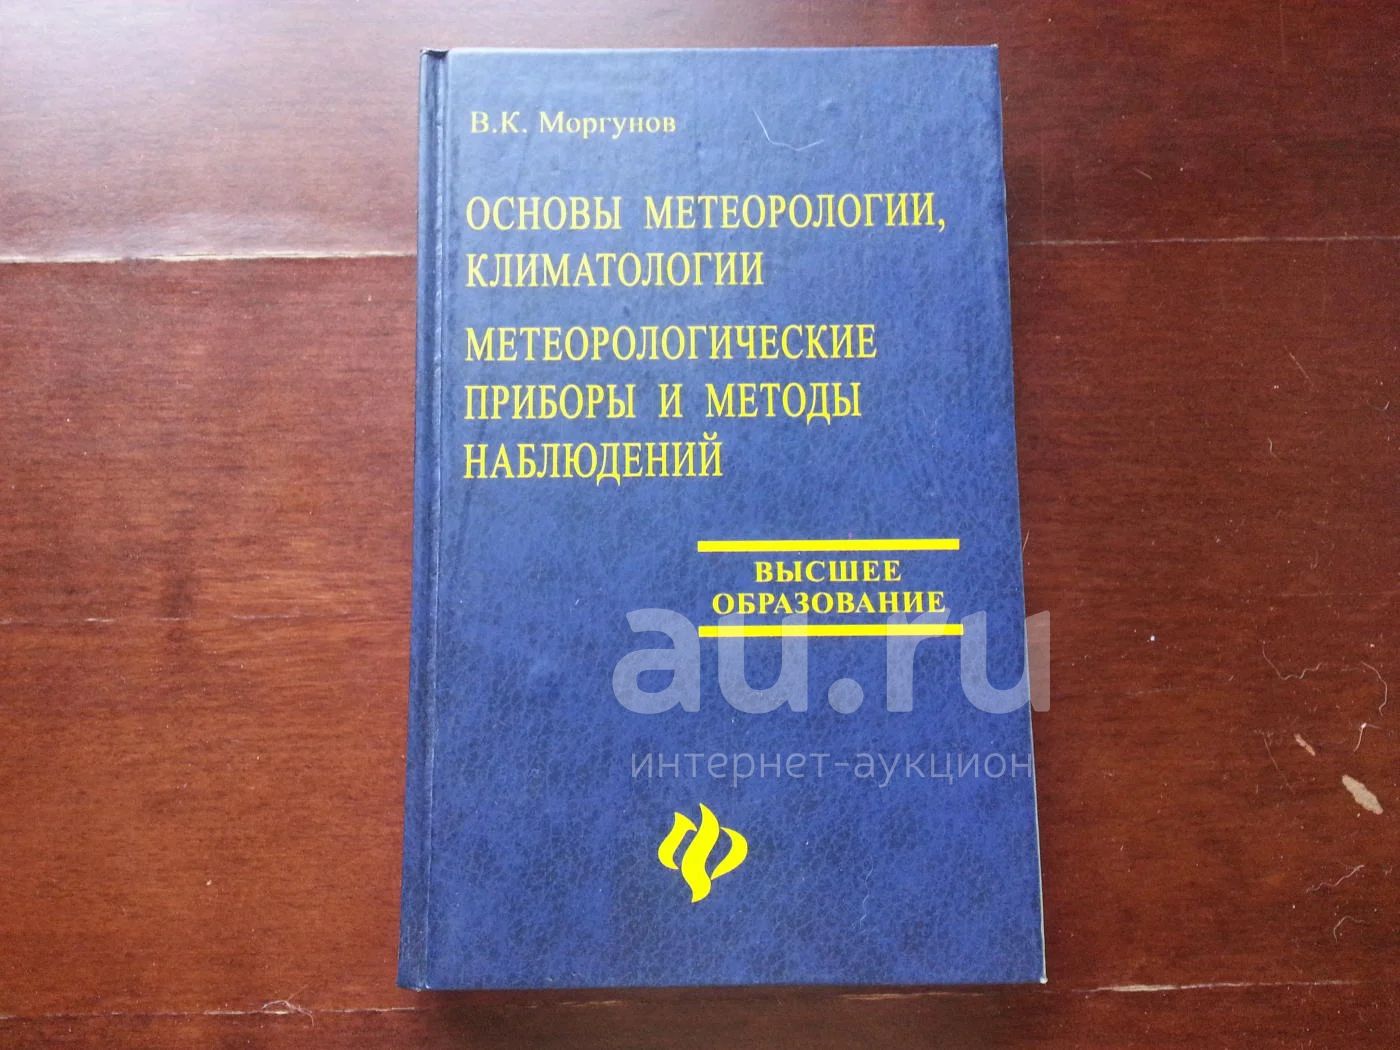 В.К. Моргунов
ОСНОВЫ МЕТЕОРОЛОГИИ,
КЛИМАТОЛОГИИ
МЕТЕОРОЛОГИЧЕСКИЕ
ПРИБОРЫ И МЕТОДЫ
НАБЛЮДЕНИЙ
ВЫСШЕЕ
ОБРАЗОВАНИЕ
au.ru
интернет-аукцион